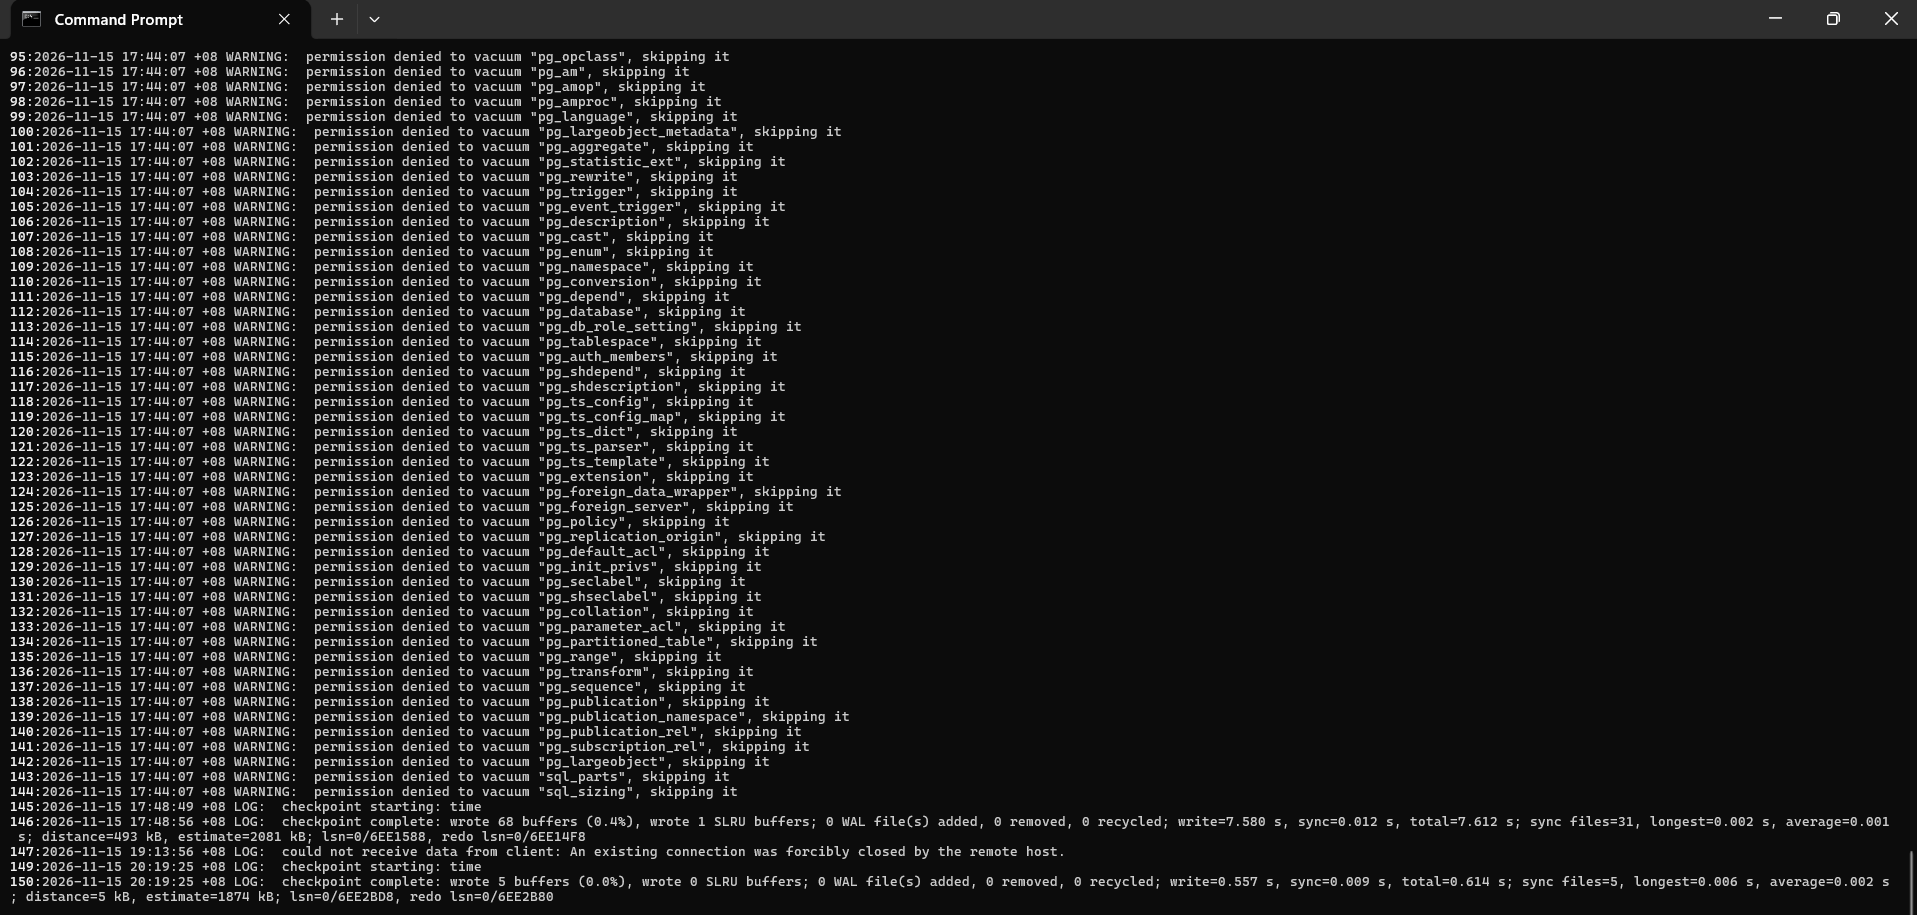 Command Prompt
95:2026-11-15 17:44:07 +08 WARNING:  permission denied to vacuum "pg_opclass", skipping it
96:2026-11-15 17:44:07 +08 WARNING:  permission denied to vacuum "pg_am", skipping it
97:2026-11-15 17:44:07 +08 WARNING:  permission denied to vacuum "pg_amop", skipping it
98:2026-11-15 17:44:07 +08 WARNING:  permission denied to vacuum "pg_amproc", skipping it
99:2026-11-15 17:44:07 +08 WARNING:  permission denied to vacuum "pg_language", skipping it
100:2026-11-15 17:44:07 +08 WARNING:  permission denied to vacuum "pg_largeobject_metadata", skipping it
101:2026-11-15 17:44:07 +08 WARNING:  permission denied to vacuum "pg_aggregate", skipping it
102:2026-11-15 17:44:07 +08 WARNING:  permission denied to vacuum "pg_statistic_ext", skipping it
103:2026-11-15 17:44:07 +08 WARNING:  permission denied to vacuum "pg_rewrite", skipping it
104:2026-11-15 17:44:07 +08 WARNING:  permission denied to vacuum "pg_trigger", skipping it
105:2026-11-15 17:44:07 +08 WARNING:  permission denied to vacuum "pg_event_trigger", skipping it
106:2026-11-15 17:44:07 +08 WARNING:  permission denied to vacuum "pg_description", skipping it
107:2026-11-15 17:44:07 +08 WARNING:  permission denied to vacuum "pg_cast", skipping it
108:2026-11-15 17:44:07 +08 WARNING:  permission denied to vacuum "pg_enum", skipping it
109:2026-11-15 17:44:07 +08 WARNING:  permission denied to vacuum "pg_namespace", skipping it
110:2026-11-15 17:44:07 +08 WARNING:  permission denied to vacuum "pg_conversion", skipping it
111:2026-11-15 17:44:07 +08 WARNING:  permission denied to vacuum "pg_depend", skipping it
112:2026-11-15 17:44:07 +08 WARNING:  permission denied to vacuum "pg_database", skipping it
113:2026-11-15 17:44:07 +08 WARNING:  permission denied to vacuum "pg_db_role_setting", skipping it
114:2026-11-15 17:44:07 +08 WARNING:  permission denied to vacuum "pg_tablespace", skipping it
115:2026-11-15 17:44:07 +08 WARNING:  permission denied to vacuum "pg_auth_members", skipping it
116:2026-11-15 17:44:07 +08 WARNING:  permission denied to vacuum "pg_shdepend", skipping it
117:2026-11-15 17:44:07 +08 WARNING:  permission denied to vacuum "pg_shdescription", skipping it
118:2026-11-15 17:44:07 +08 WARNING:  permission denied to vacuum "pg_ts_config", skipping it
119:2026-11-15 17:44:07 +08 WARNING:  permission denied to vacuum "pg_ts_config_map", skipping it
120:2026-11-15 17:44:07 +08 WARNING:  permission denied to vacuum "pg_ts_dict", skipping it
121:2026-11-15 17:44:07 +08 WARNING:  permission denied to vacuum "pg_ts_parser", skipping it
122:2026-11-15 17:44:07 +08 WARNING:  permission denied to vacuum "pg_ts_template", skipping it
123:2026-11-15 17:44:07 +08 WARNING:  permission denied to vacuum "pg_extension", skipping it
124:2026-11-15 17:44:07 +08 WARNING:  permission denied to vacuum "pg_foreign_data_wrapper", skipping it
125:2026-11-15 17:44:07 +08 WARNING:  permission denied to vacuum "pg_foreign_server", skipping it
126:2026-11-15 17:44:07 +08 WARNING:  permission denied to vacuum "pg_policy", skipping it
127:2026-11-15 17:44:07 +08 WARNING:  permission denied to vacuum "pg_replication_origin", skipping it
128:2026-11-15 17:44:07 +08 WARNING:  permission denied to vacuum "pg_default_acl", skipping it
129:2026-11-15 17:44:07 +08 WARNING:  permission denied to vacuum "pg_init_privs", skipping it
130:2026-11-15 17:44:07 +08 WARNING:  permission denied to vacuum "pg_seclabel", skipping it
131:2026-11-15 17:44:07 +08 WARNING:  permission denied to vacuum "pg_shseclabel", skipping it
132:2026-11-15 17:44:07 +08 WARNING:  permission denied to vacuum "pg_collation", skipping it
133:2026-11-15 17:44:07 +08 WARNING:  permission denied to vacuum "pg_parameter_acl", skipping it
134:2026-11-15 17:44:07 +08 WARNING:  permission denied to vacuum "pg_partitioned_table", skipping it
135:2026-11-15 17:44:07 +08 WARNING:  permission denied to vacuum "pg_range", skipping it
136:2026-11-15 17:44:07 +08 WARNING:  permission denied to vacuum "pg_transform", skipping it
137:2026-11-15 17:44:07 +08 WARNING:  permission denied to vacuum "pg_sequence", skipping it
138:2026-11-15 17:44:07 +08 WARNING:  permission denied to vacuum "pg_publication", skipping it
139:2026-11-15 17:44:07 +08 WARNING:  permission denied to vacuum "pg_publication_namespace", skipping it
140:2026-11-15 17:44:07 +08 WARNING:  permission denied to vacuum "pg_publication_rel", skipping it
141:2026-11-15 17:44:07 +08 WARNING:  permission denied to vacuum "pg_subscription_rel", skipping it
142:2026-11-15 17:44:07 +08 WARNING:  permission denied to vacuum "pg_largeobject", skipping it
143:2026-11-15 17:44:07 +08 WARNING:  permission denied to vacuum "sql_parts", skipping it
144:2026-11-15 17:44:07 +08 WARNING:  permission denied to vacuum "sql_sizing", skipping it
145:2026-11-15 17:48:49 +08 LOG:  checkpoint starting: time
146:2026-11-15 17:48:56 +08 LOG:  checkpoint complete: wrote 68 buffers (0.4%), wrote 1 SLRU buffers; 0 WAL file(s) added, 0 removed, 0 recycled; write=7.580 s, sync=0.012 s, total=7.612 s; sync files=31, longest=0.002 s, average=0.001
 s; distance=493 kB, estimate=2081 kB; lsn=0/6EE1588, redo lsn=0/6EE14F8
147:2026-11-15 19:13:56 +08 LOG:  could not receive data from client: An existing connection was forcibly closed by the remote host.
149:2026-11-15 20:19:25 +08 LOG:  checkpoint starting: time
150:2026-11-15 20:19:25 +08 LOG:  checkpoint complete: wrote 5 buffers (0.0%), wrote 0 SLRU buffers; 0 WAL file(s) added, 0 removed, 0 recycled; write=0.557 s, sync=0.009 s, total=0.614 s; sync files=5, longest=0.006 s, average=0.002 s
; distance=5 kB, estimate=1874 kB; lsn=0/6EE2BD8, redo lsn=0/6EE2B80